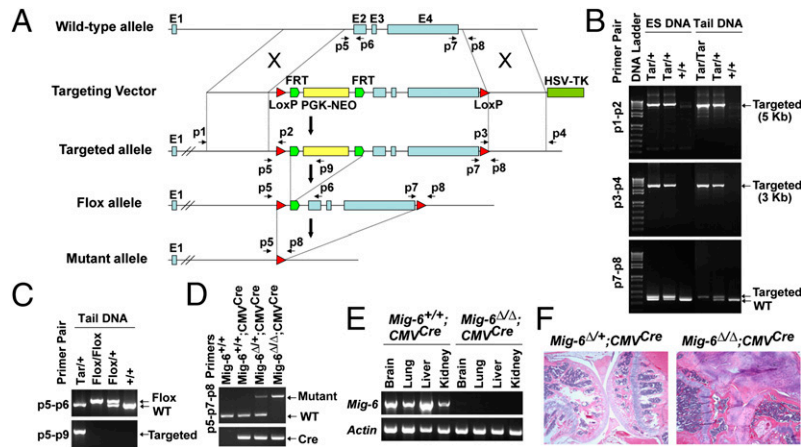 A
Wild-type allele
E1
E2 E3 E4
p5 p6 p7 p8
X X
Targeting Vector
FRT FRT
HSV-TK
LoxP PGK-NEO LoxP
p1 p2 p3 p4
Targeted allele
E1
p5 p9 p7 p8
Flox allele
E1
p5 p6 p7 p8
Mutant allele
E1
p5 p8
B
Primer Pair
DNA Ladder
ES DNA Tail DNA
Tar/+
Tar/+
+/+
Tar/Tar
Tar/+
+/+
p1-p2
Targeted
(5 Kb)
p3-p4
Targeted
(3 Kb)
p7-p8
Targeted
WT
C
Primer Pair
Tail DNA
Tar/+
Flox/Flox
Flox/+
+/+
p5-p6
Flox
WT
p5-p9
Targeted
D
Primers
Mig-6+/+
Mig-6+/+;CMVCre
Mig-6Δ/+;CMVCre
Mig-6Δ/Δ;CMVCre
p5-p7-p8
Mutant
WT
Cre
E
Mig-6+/+;
CMVCre
Mig-6Δ/Δ;
CMVCre
Brain
Lung
Liver
Kidney
Brain
Lung
Liver
Kidney
Mig-6
Actin
F
Mig-6Δ/+;CMVCre Mig-6Δ/Δ;CMVCre